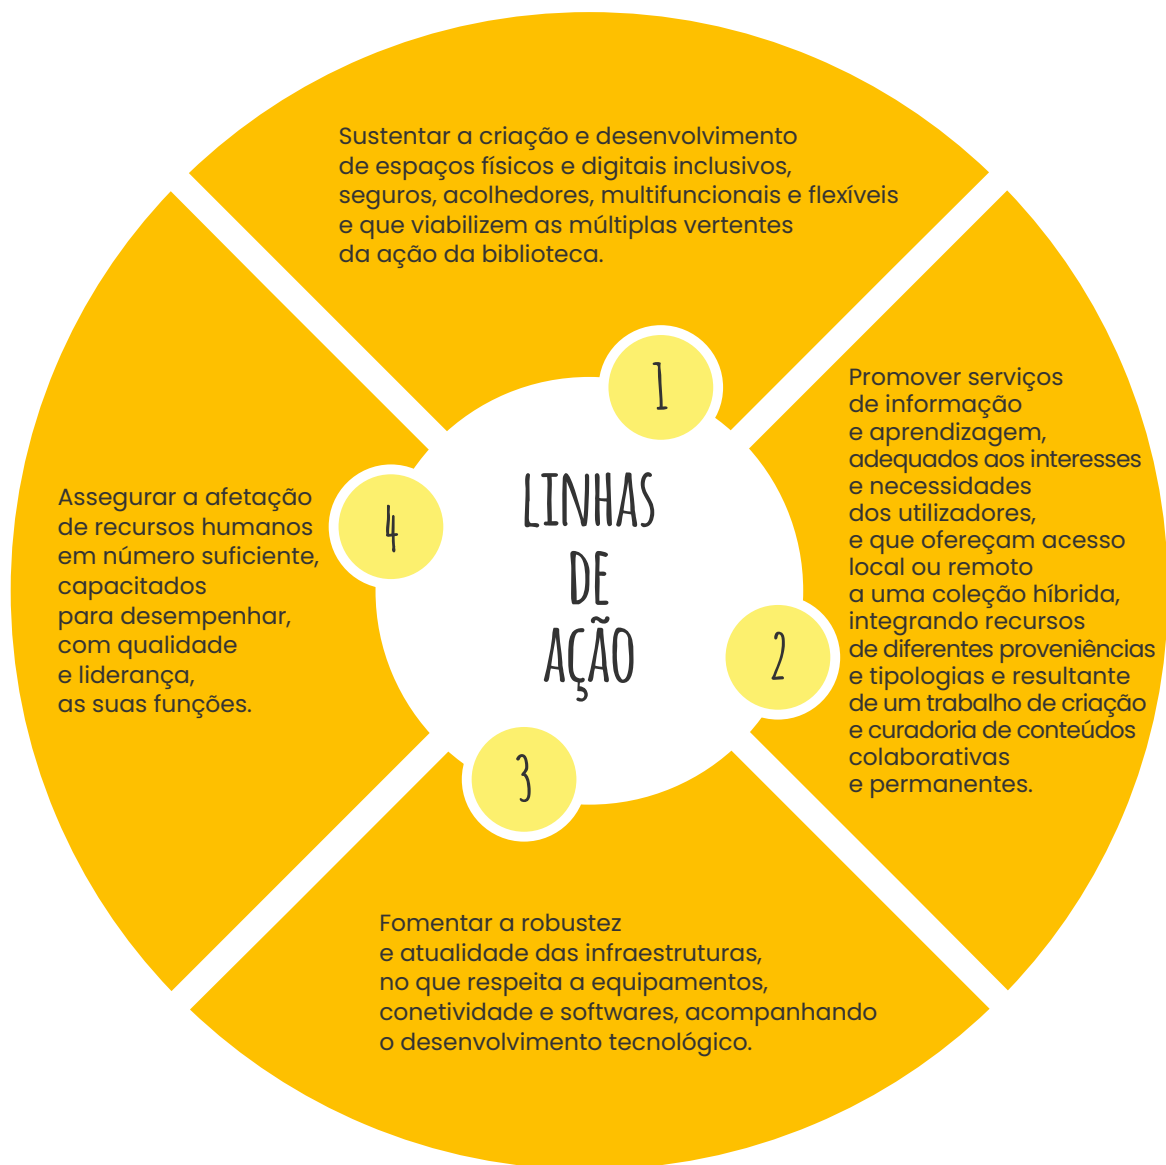 LINHAS
DE
AÇÃO
1
Sustentar a criação e desenvolvimento
de espaços físicos e digitais inclusivos,
seguros, acolhedores, multifuncionais e flexíveis
e que viabilizem as múltiplas vertentes
da ação da biblioteca.
2
Promover serviços
de informação
e aprendizagem,
adequados aos interesses
e necessidades
dos utilizadores,
e que ofereçam acesso
local ou remoto
a uma coleção híbrida,
integrando recursos
de diferentes proveniências
e tipologias e resultante
de um trabalho de criação
e curadoria de conteúdos
colaborativas
e permanentes.
3
Fomentar a robustez
e atualidade das infraestruturas,
no que respeita a equipamentos,
conetividade e softwares, acompanhando
o desenvolvimento tecnológico.
4
Assegurar a afetação
de recursos humanos
em número suficiente,
capacitados
para desempenhar,
com qualidade
e liderança,
as suas funções.